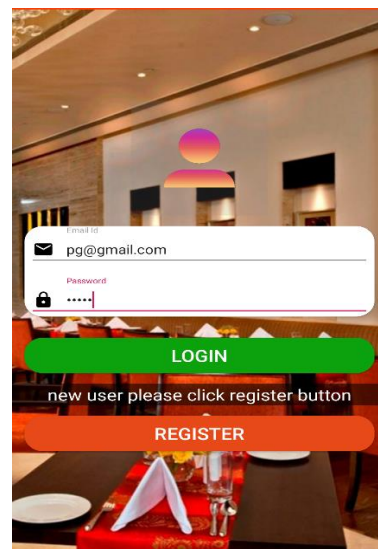 Email Id
pg@gmail.com
Password
•••••
LOGIN
new user please click register button
REGISTER